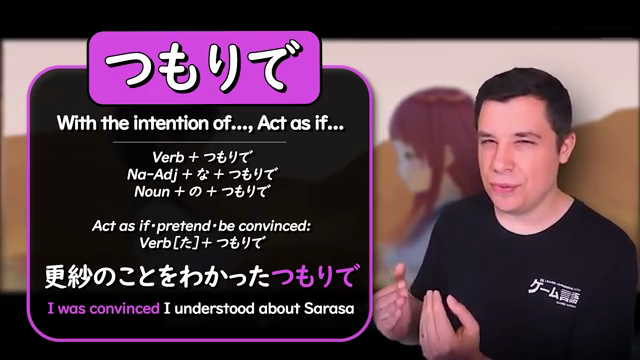 つもりで
With the intention of..., Act as if...
Verb + つもりで
Na-Adj + な + つもりで
Noun + の + つもりで
Act as if・pretend・be convinced:
Verb[た]+ つもりで
更紗のことをわかったつもりで
I was convinced I understood about Sarasa
ゲーム言語